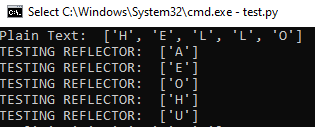 Select C:\Windows\System32\cmd.exe - test.py
Plain Text:  ['H', 'E', 'L', 'L', 'O']
TESTING REFLECTOR:  ['A']
TESTING REFLECTOR:  ['E']
TESTING REFLECTOR:  ['O']
TESTING REFLECTOR:  ['H']
TESTING REFLECTOR:  ['U']